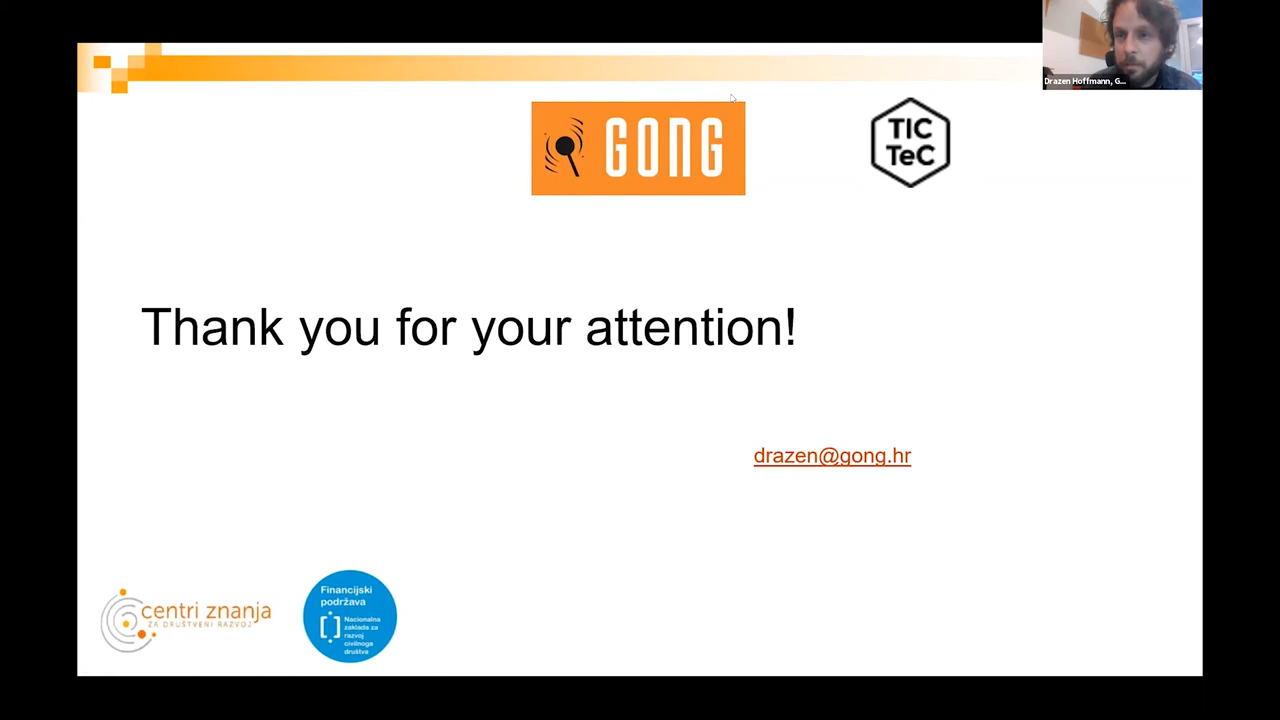 Drazen Hoffmann, G...
GONG
TIC
TeC
Thank you for your attention!
drazen@gong.hr
centri znanja
ZA DRUŠTVENI RAZVOJ
Financijski
podržava
Nacionalna
zaklada za
razvoj
civilnoga
društva